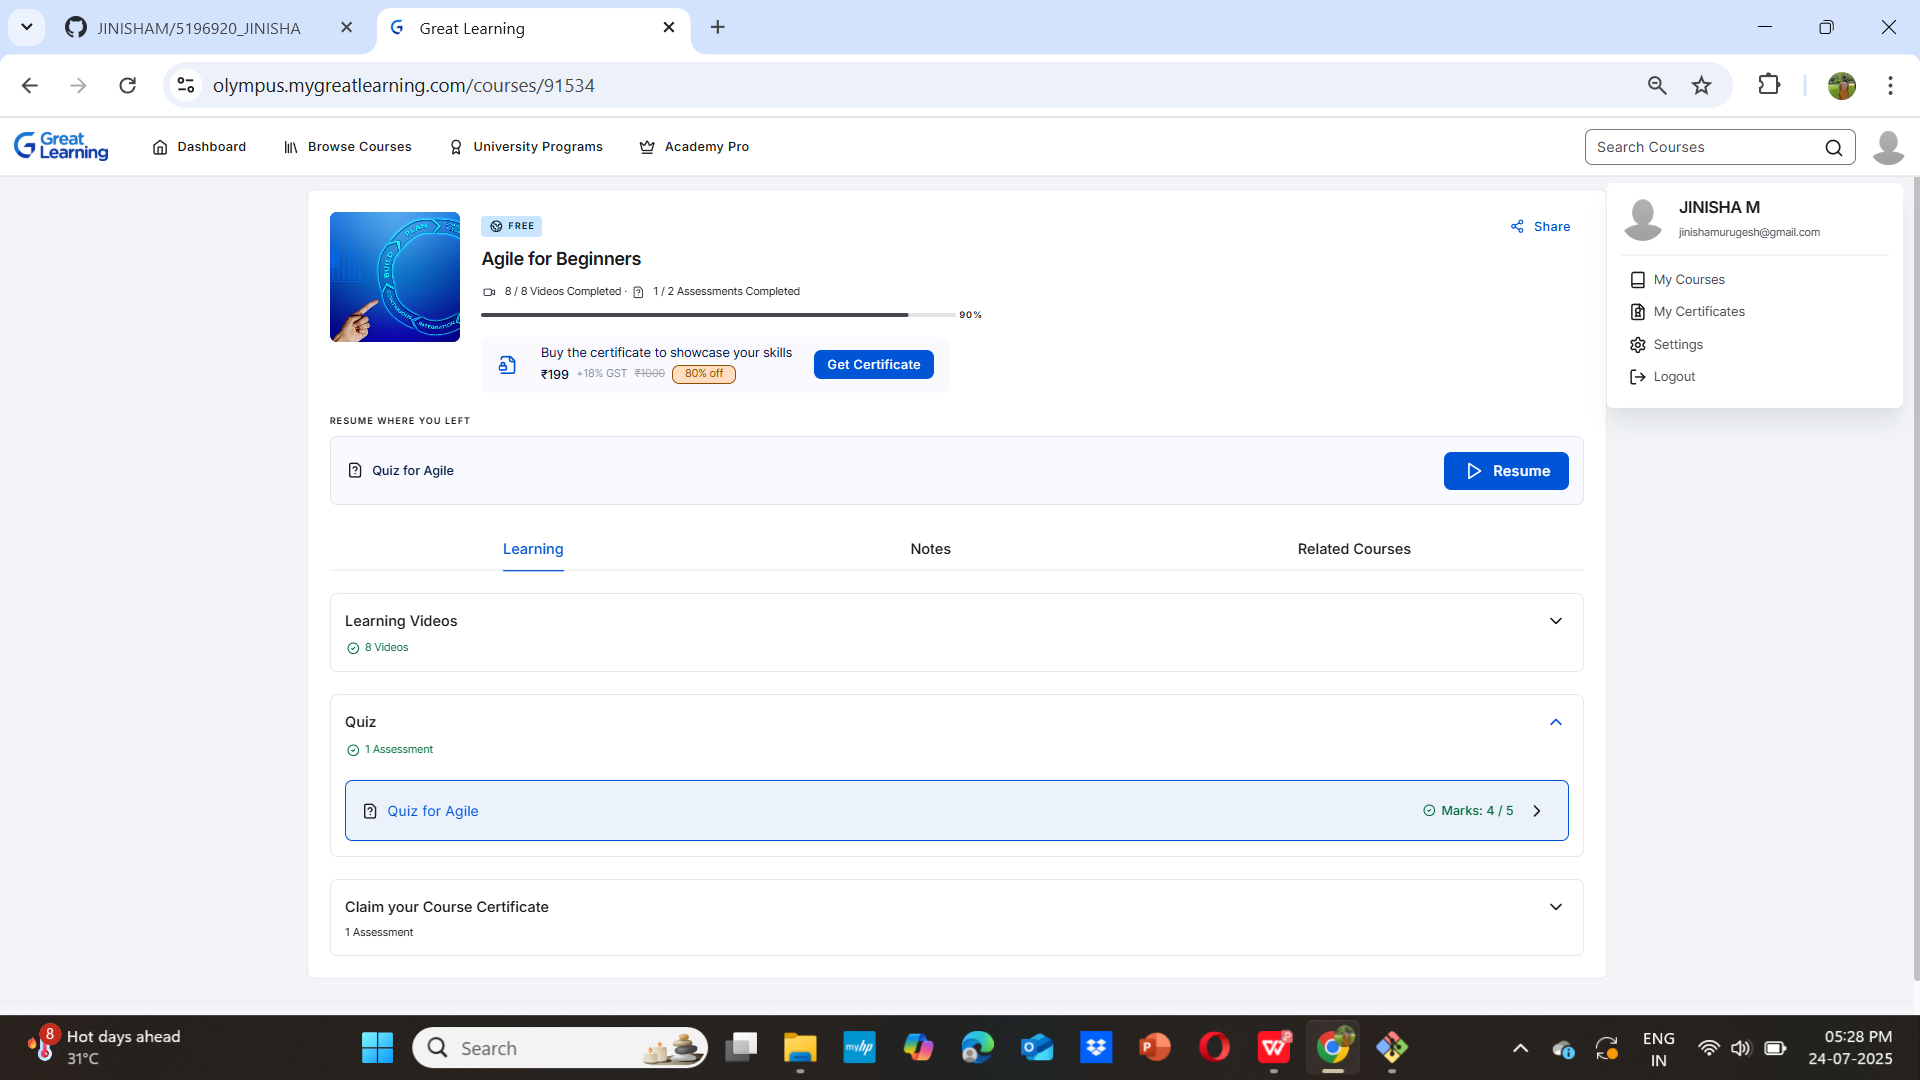 JINISHAM/5196920_JINISHA
Great Learning
olympus.mygreatlearning.com/courses/91534
Great Learning
Dashboard
Browse Courses
University Programs
Academy Pro
Search Courses
FREE
Share
Agile for Beginners
8 / 8 Videos Completed · 1 / 2 Assessments Completed
90%
Buy the certificate to showcase your skills
₹199 +18% GST ₹1000 80% off
Get Certificate
JINISHA M
jinishamurugesh@gmail.com
My Courses
My Certificates
Settings
Logout
RESUME WHERE YOU LEFT
Quiz for Agile
Resume
Learning
Notes
Related Courses
Learning Videos
8 Videos
Quiz
1 Assessment
Quiz for Agile
Marks: 4 / 5
Claim your Course Certificate
1 Assessment
PLAN
BUILD
CONTINUOUS
INTEGRATION
8
Hot days ahead
31°C
Search
myhp
ENG
IN
05:28 PM
24-07-2025